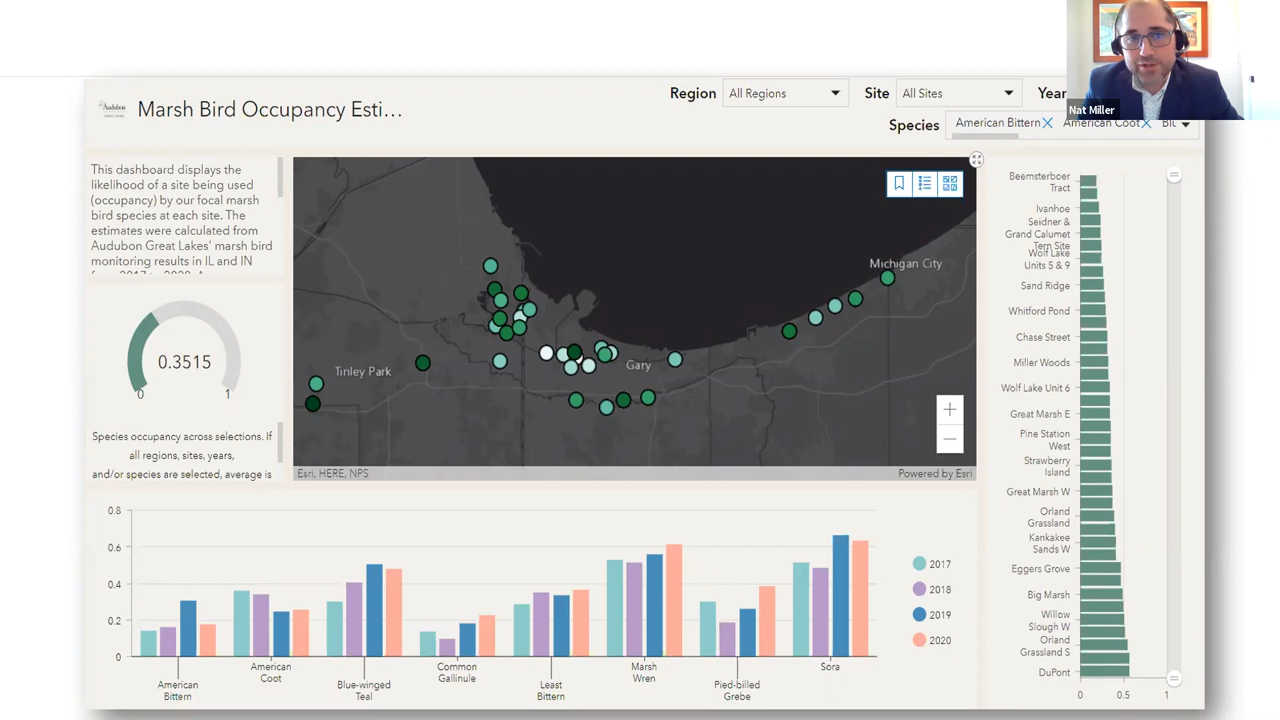 Nat Miller
Audubon
Marsh Bird Occupancy Esti...
Region
All Regions
Site
All Sites
Year
Species
American Bittern
American Coot
Blu
This dashboard displays the
likelihood of a site being used
(occupancy) by our focal marsh
bird species at each site. The
estimates were calculated from
Audubon Great Lakes' marsh bird
monitoring results in IL and IN
0.3515
0
1
Species occupancy across selections. If
all regions, sites, years,
and/or species are selected, average is
Michigan City
Tinley Park
Gary
+
−
Esri, HERE, NPS
Powered by Esri
Beemsterboer
Tract
Ivanhoe
Seidner &
Grand Calumet
Tern Site
Wolf Lake
Units 5 & 9
Sand Ridge
Whitford Pond
Chase Street
Miller Woods
Wolf Lake Unit 6
Great Marsh E
Pine Station
West
Strawberry
Island
Great Marsh W
Orland
Grassland
Kankakee
Sands W
Eggers Grove
Big Marsh
Willow
Slough W
Orland
Grassland S
DuPont
0
0.5
1
0.8
0.6
0.4
0.2
0
American
Bittern
American
Coot
Blue-winged
Teal
Common
Gallinule
Least
Bittern
Marsh
Wren
Pied-billed
Grebe
Sora
2017
2018
2019
2020